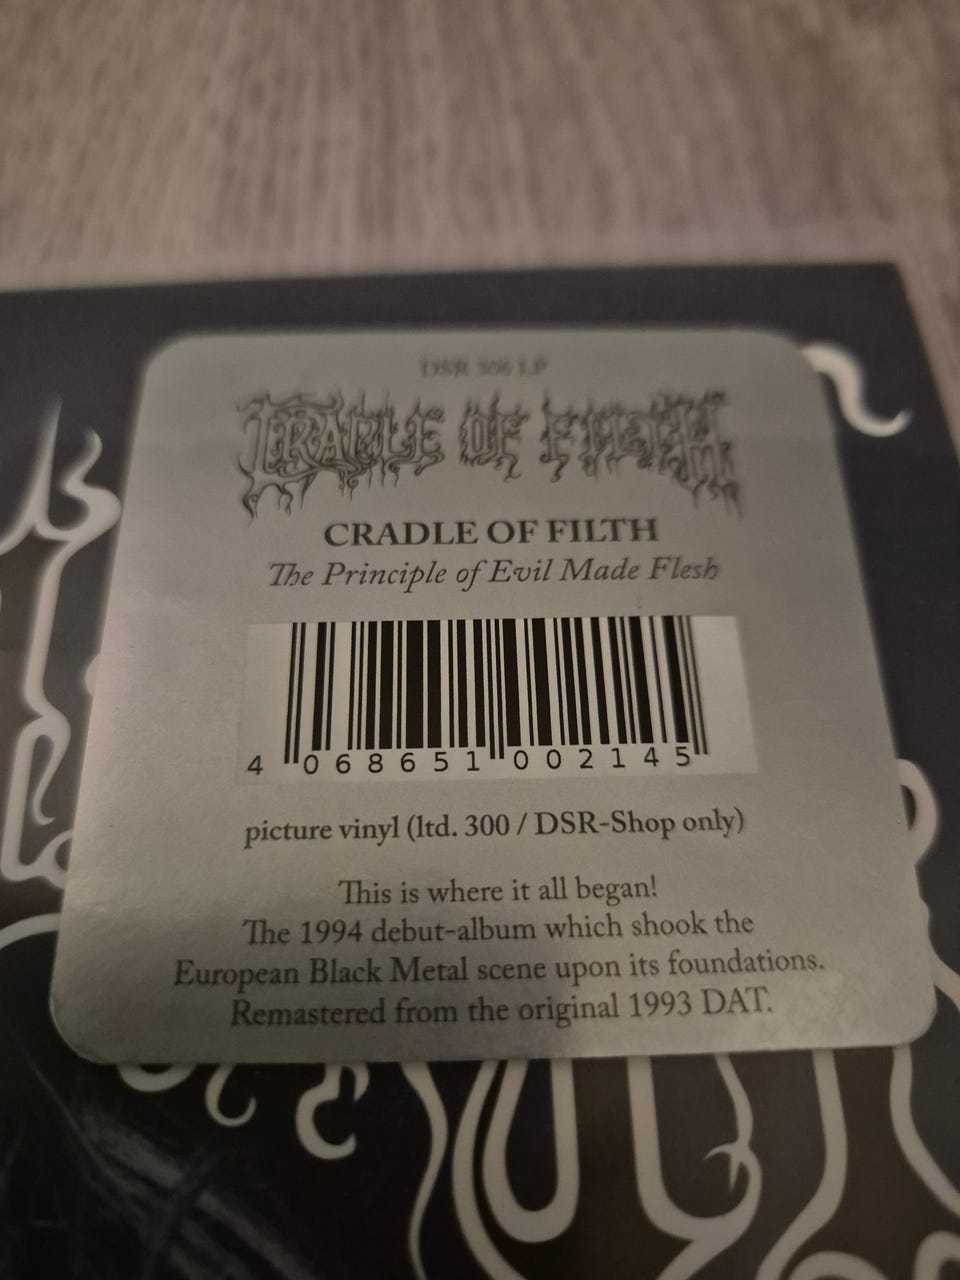 DSR 306 LP
CRADLE OF FILTH
CRADLE OF FILTH
The Principle of Evil Made Flesh
4 068651 002145
picture vinyl (ltd. 300 / DSR-Shop only)
This is where it all began!
The 1994 debut-album which shook the
European Black Metal scene upon its foundations.
Remastered from the original 1993 DAT.